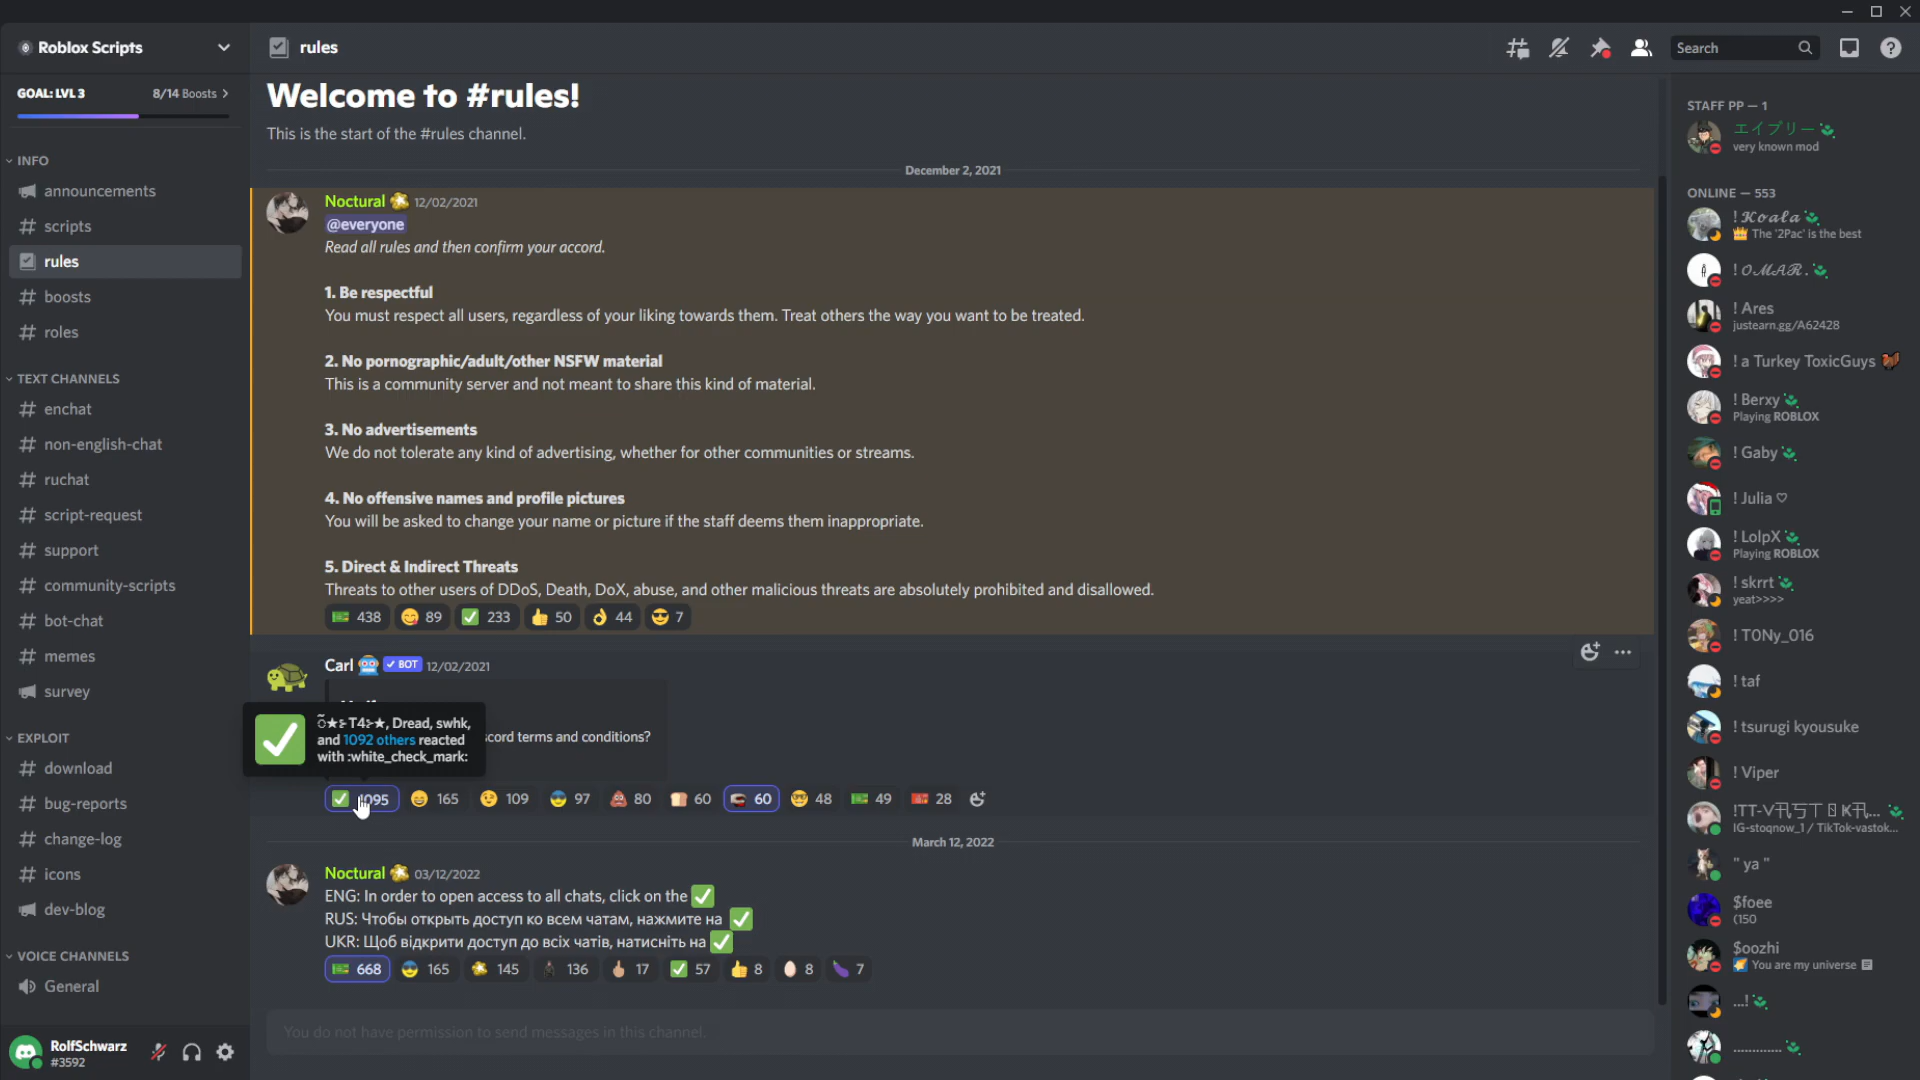 Roblox Scripts
rules
Search
GOAL: LVL 3
8/14 Boosts
INFO
announcements
scripts
rules
boosts
roles
TEXT CHANNELS
enchat
non-english-chat
ruchat
script-request
support
community-scripts
bot-chat
memes
survey
EXPLOIT
download
bug-reports
change-log
icons
dev-blog
VOICE CHANNELS
General
RolfSchwarz
#3592
Welcome to #rules!
This is the start of the #rules channel.
December 2, 2021
Noctural 12/02/2021
@everyone
Read all rules and then confirm your accord.
1. Be respectful
You must respect all users, regardless of your liking towards them. Treat others the way you want to be treated.
2. No pornographic/adult/other NSFW material
This is a community server and not meant to share this kind of material.
3. No advertisements
We do not tolerate any kind of advertising, whether for other communities or streams.
4. No offensive names and profile pictures
You will be asked to change your name or picture if the staff deems them inappropriate.
5. Direct & Indirect Threats
Threats to other users of DDoS, Death, DoX, abuse, and other malicious threats are absolutely prohibited and disallowed.
438 89 233 50 44 7
Carl BOT 12/02/2021
★T4★, Dread, swhk,
and 1092 others reacted
with :white_check_mark:
cord terms and conditions?
1095 165 109 97 80 60 60 48 49 28
March 12, 2022
Noctural 03/12/2022
ENG: In order to open access to all chats, click on the
RUS: Чтобы открыть доступ ко всем чатам, нажмите на
UKR: Щоб відкрити доступ до всіх чатів, натисніть на
668 165 145 136 17 57 8 8 7
You do not have permission to send messages in this channel.
STAFF PP — 1
エイプリー
very known mod
ONLINE — 553
! 𝓚𝓸𝓪𝓵𝓪
The '2Pac' is the best
! 𝓞𝓜𝓐𝓡 .
! Ares
justearn.gg/A62428
! a Turkey ToxicGuys
! Berxy
Playing ROBLOX
! Gaby
! Julia ♡
! LolpX
Playing ROBLOX
! skrrt
yeat>>>>
! T0Ny_016
! taf
! tsurugi kyousuke
! Viper
IG-stoqnow_1 / TikTok-vastok...
" ya "
$foee
(150
$oozhi
You are my universe
...!
.............